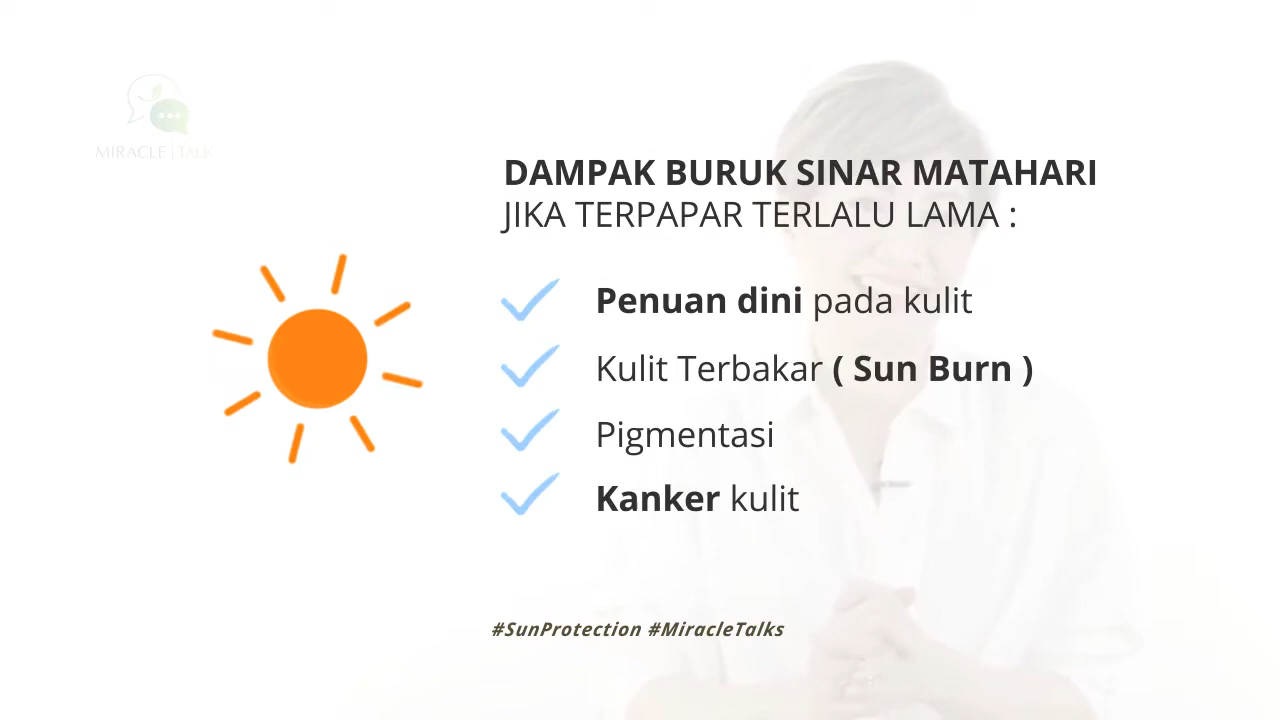 MIRACLE | TALK
DAMPAK BURUK SINAR MATAHARI
JIKA TERPAPAR TERLALU LAMA :
Penuan dini pada kulit
Kulit Terbakar ( Sun Burn )
Pigmentasi
Kanker kulit
#SunProtection #MiracleTalks